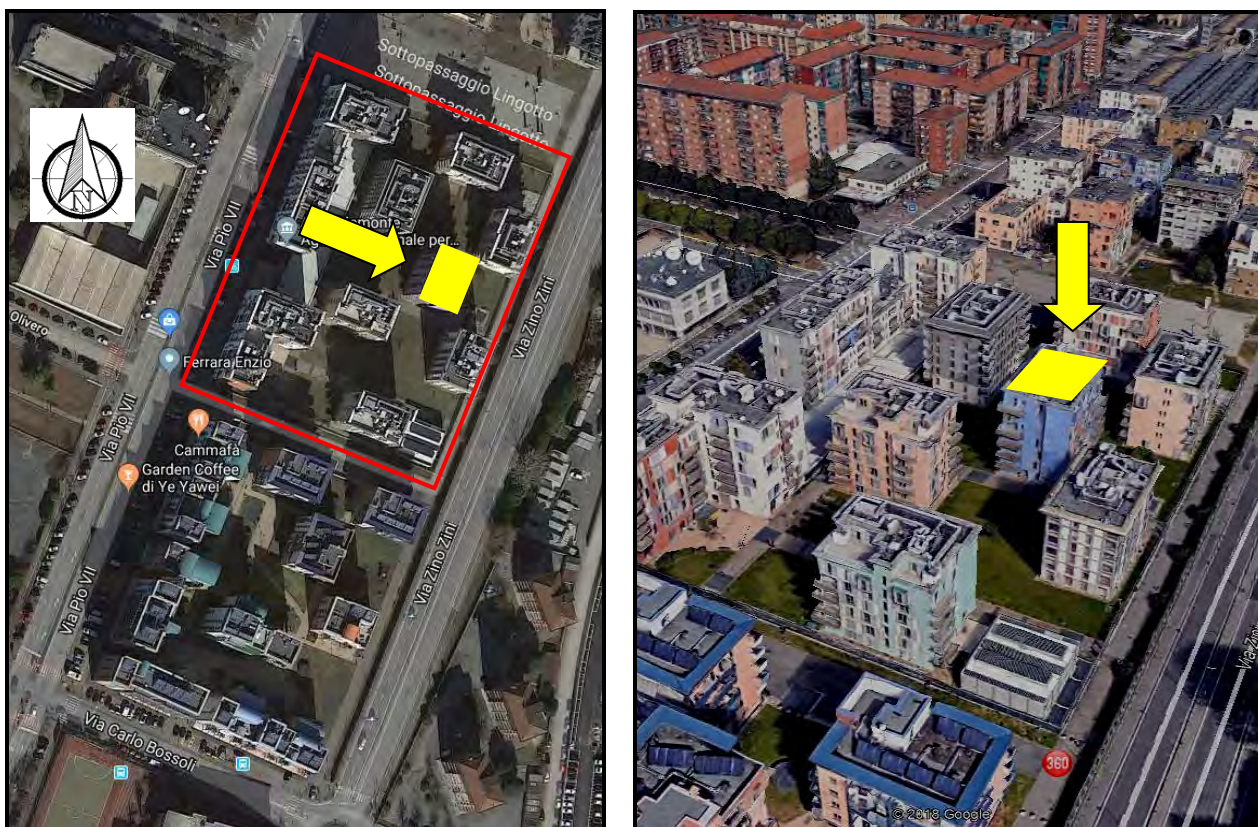 Sottopassaggio Lingotto
Sottopassaggio Lingotto
N
Via Pio VII
Via Zino Zini
Olivero
Ferrara Enzio
Via Pio VII
Cammafà
Garden Coffee
di Ye Yawei
Via Zino Zini
Via Pio VII
Via Carlo Bossoli
360
© 2018 Google